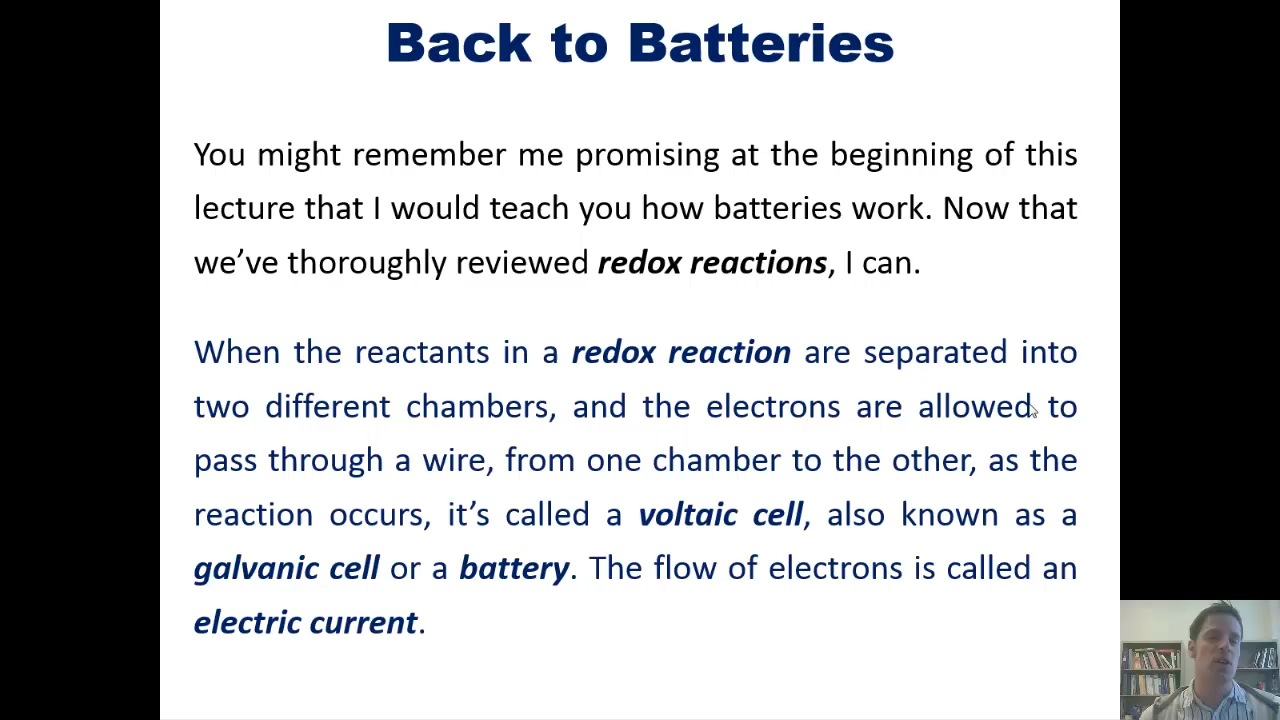 Back to Batteries
You might remember me promising at the beginning of this
lecture that I would teach you how batteries work. Now that
we’ve thoroughly reviewed redox reactions, I can.
When the reactants in a redox reaction are separated into
two different chambers, and the electrons are allowed to
pass through a wire, from one chamber to the other, as the
reaction occurs, it’s called a voltaic cell, also known as a
galvanic cell or a battery. The flow of electrons is called an
electric current.